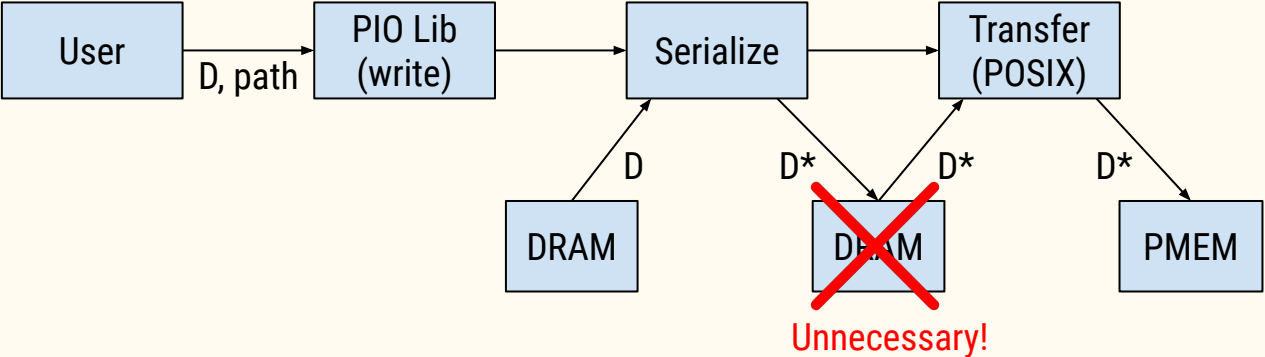 User
D, path
PIO Lib
(write)
Serialize
Transfer
(POSIX)
D
D*
D*
D*
DRAM
DRAM
PMEM
Unnecessary!